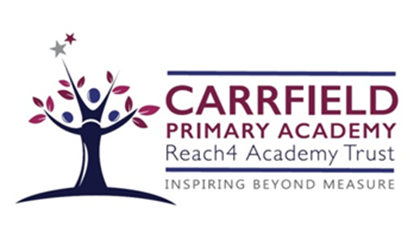 CARRFIELD
PRIMARY ACADEMY
Reach4 Academy Trust
INSPIRING BEYOND MEASURE